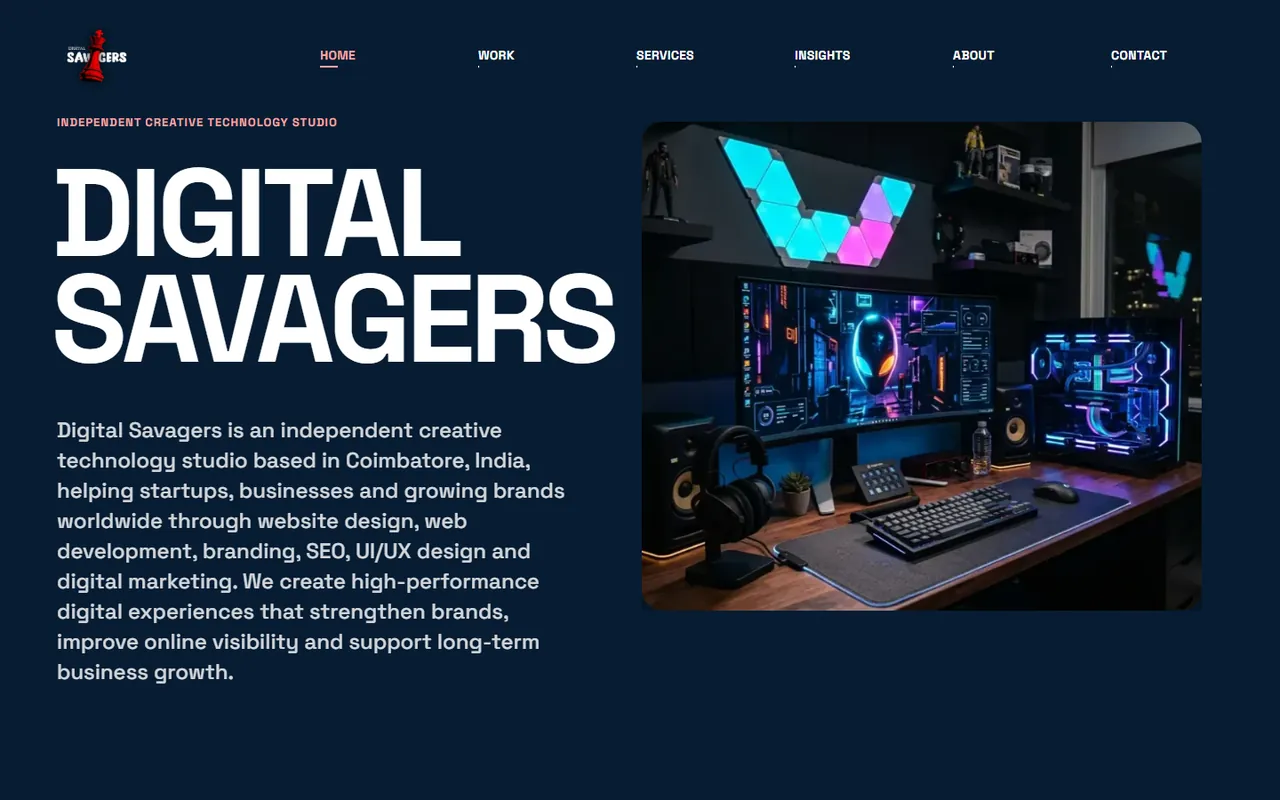 DIGITAL
SAVAGERS
HOME
WORK
SERVICES
INSIGHTS
ABOUT
CONTACT
INDEPENDENT CREATIVE TECHNOLOGY STUDIO
DIGITAL
SAVAGERS
Digital Savagers is an independent creative
technology studio based in Coimbatore, India,
helping startups, businesses and growing brands
worldwide through website design, web
development, branding, SEO, UI/UX design and
digital marketing. We create high-performance
digital experiences that strengthen brands,
improve online visibility and support long-term
business growth.